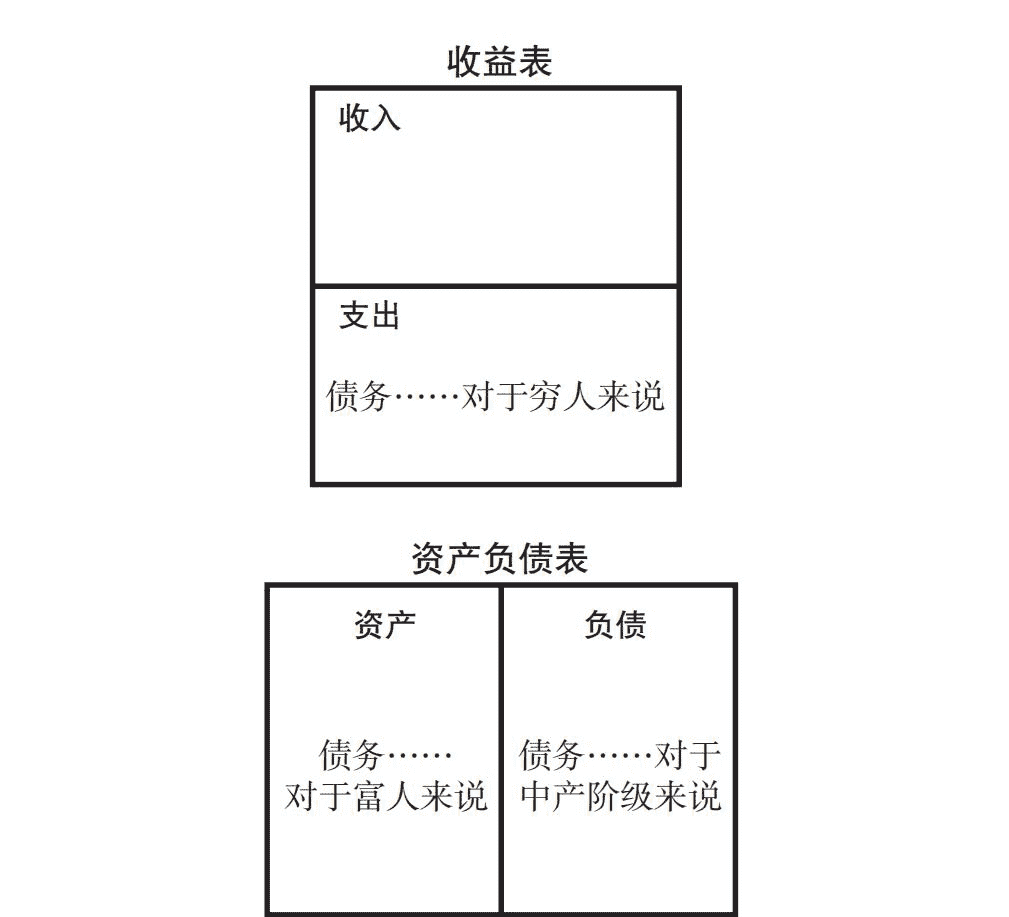 收益表
收入
支出
债务……对于穷人来说
资产负债表
资产
债务……
对于富人来说
负债
债务……对于
中产阶级来说